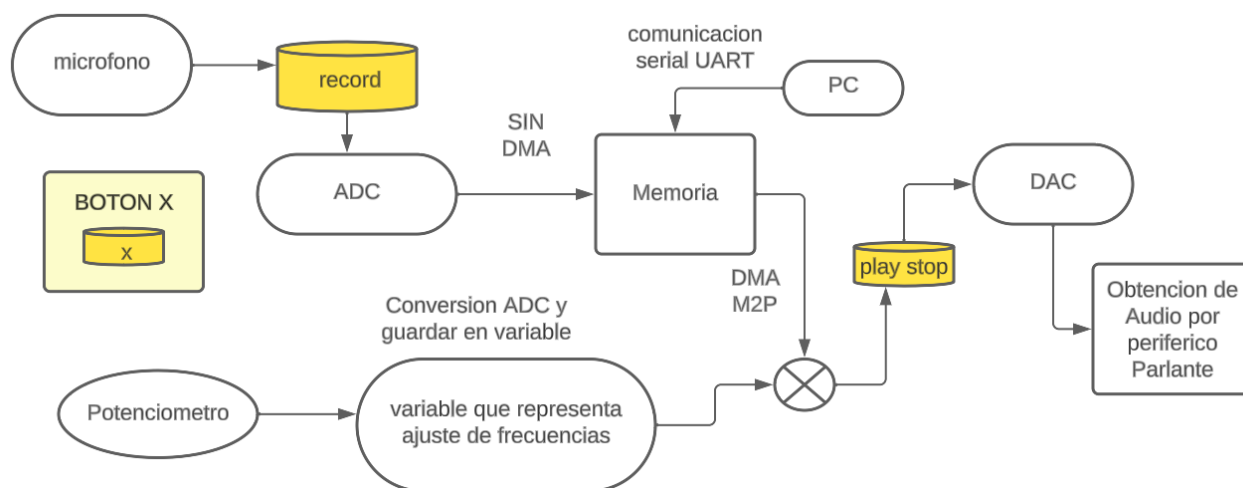 microfono
record
comunicacion
serial UART
PC
SIN
DMA
ADC
Memoria
DAC
BOTON X
x
play stop
DMA
M2P
Obtencion de
Audio por
periferico
Parlante
Conversion ADC y
guardar en variable
Potenciometro
variable que representa
ajuste de frecuencias